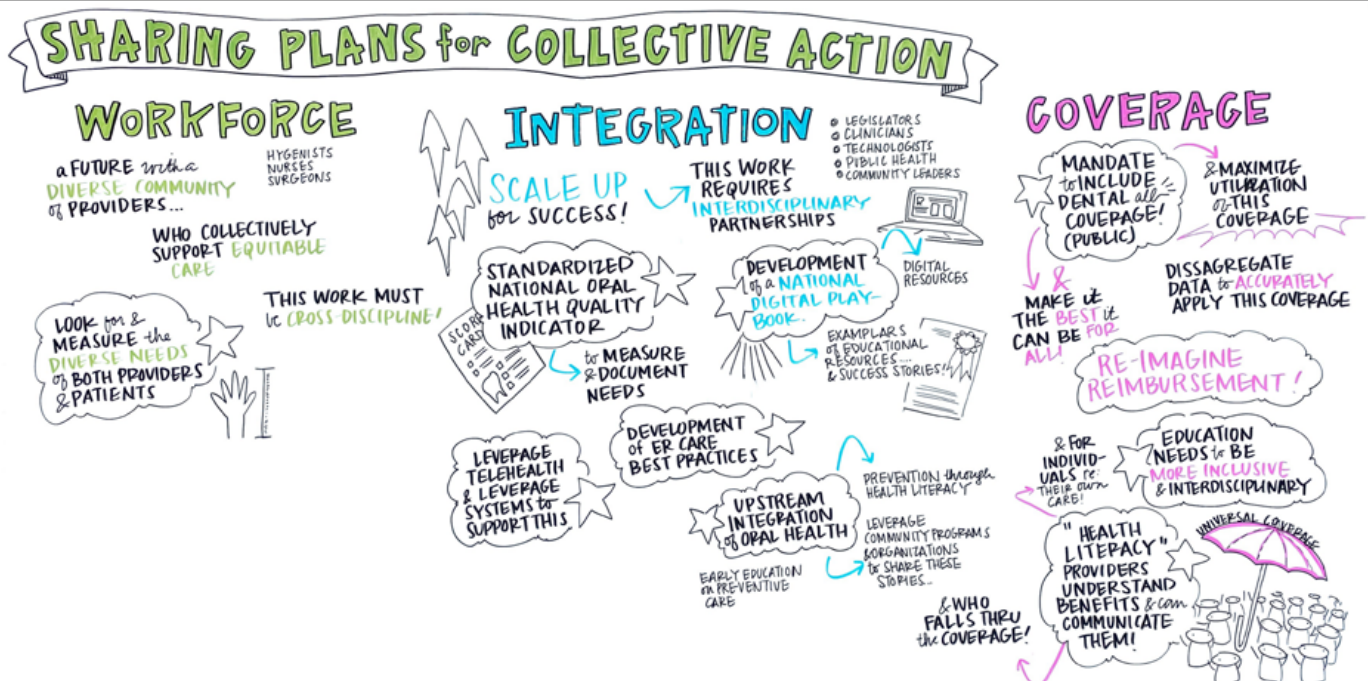 SHARING PLANS for COLLECTIVE ACTION
WORKFORCE
a FUTURE with a
DIVERSE COMMUNITY
of PROVIDERS...
HYGENISTS
NURSES
SURGEONS
WHO COLLECTIVELY
SUPPORT EQUITABLE
CARE
THIS WORK MUST
be CROSS-DISCIPLINE!
LOOK for &
MEASURE the
DIVERSE NEEDS
of BOTH PROVIDERS
& PATIENTS
INTEGRATION
SCALE UP
for SUCCESS!
THIS WORK
REQUIRES
INTERDISCIPLINARY
PARTNERSHIPS
LEGISLATORS
CLINICIANS
TECHNOLOGISTS
PUBLIC HEALTH
COMMUNITY LEADERS
STANDARDIZED
NATIONAL ORAL
HEALTH QUALITY
INDICATOR
SCORE
CARD
to MEASURE
& DOCUMENT
NEEDS
DEVELOPMENT
of a NATIONAL
DIGITAL PLAY-
BOOK.
DIGITAL
RESOURCES
EXEMPLARS
of EDUCATIONAL
RESOURCES...
& SUCCESS STORIES!
DEVELOPMENT
of ER CARE
BEST PRACTICES
LEVERAGE
TELEHEALTH
& LEVERAGE
SYSTEMS to
SUPPORT THIS
UPSTREAM
INTEGRATION
of ORAL HEALTH
PREVENTION through
HEALTH LITERACY
LEVERAGE
COMMUNITY PROGRAMS
& ORGANIZATIONS
to SHARE THESE
STORIES...
EARLY EDUCATION
on PREVENTIVE
CARE
COVERAGE
MANDATE
to INCLUDE
DENTAL all
COVERAGE!
(PUBLIC)
& MAXIMIZE
UTILIZATION
of THIS
COVERAGE
&
MAKE it
THE BEST it
CAN BE FOR
ALL!
DISSAGREGATE
DATA to ACCURATELY
APPLY THIS COVERAGE
RE-IMAGINE
REIMBURSEMENT!
EDUCATION
NEEDS to BE
MORE INCLUSIVE
& INTERDISCIPLINARY
& FOR
INDIVID-
UALS re:
THEIR own
CARE!
"HEALTH
LITERACY"
PROVIDERS
UNDERSTAND
BENEFITS & can
COMMUNICATE
THEM!
UNIVERSAL COVERAGE
& WHO
FALLS THRU
the COVERAGE!